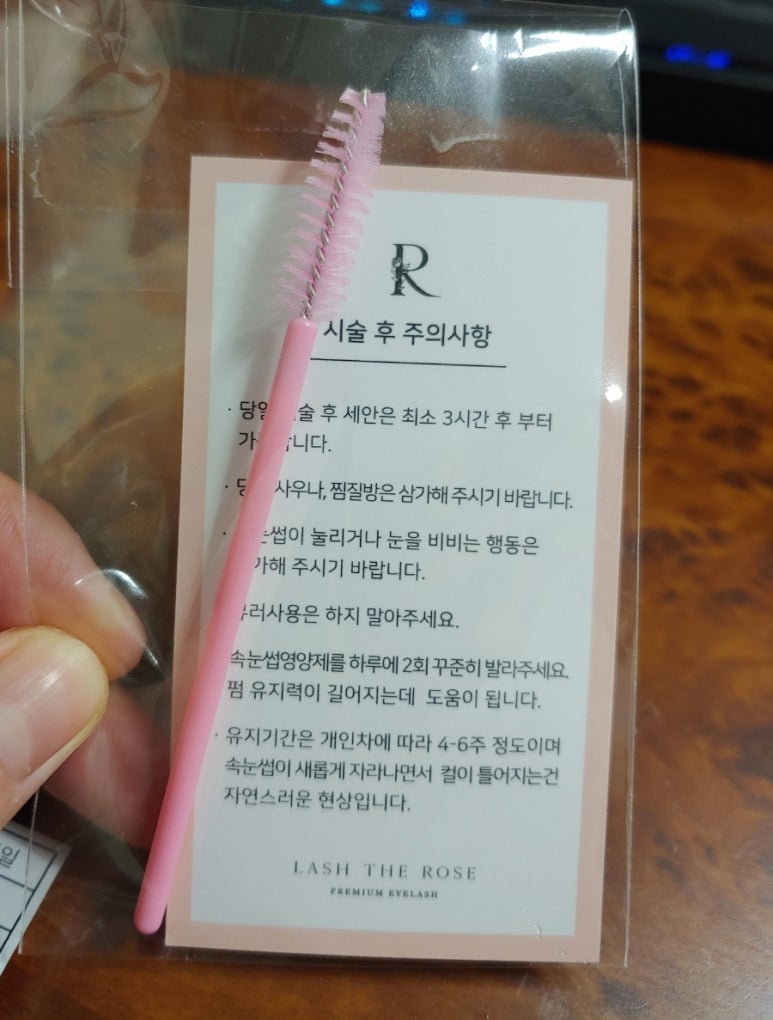 R
시술 후 주의사항
· 당일 시술 후 세안은 최소 3시간 후 부터
가능합니다.
· 당일 사우나, 찜질방은 삼가해 주시기 바랍니다.
· 속눈썹이 눌리거나 눈을 비비는 행동은
삼가해 주시기 바랍니다.
뷰러사용은 하지 말아주세요.
속눈썹영양제를 하루에 2회 꾸준히 발라주세요.
펌 유지력이 길어지는데 도움이 됩니다.
· 유지기간은 개인차에 따라 4-6주 정도이며
속눈썹이 새롭게 자라나면서 컬이 틀어지는건
자연스러운 현상입니다.
LASH THE ROSE
PREMIUM EYELASH
일